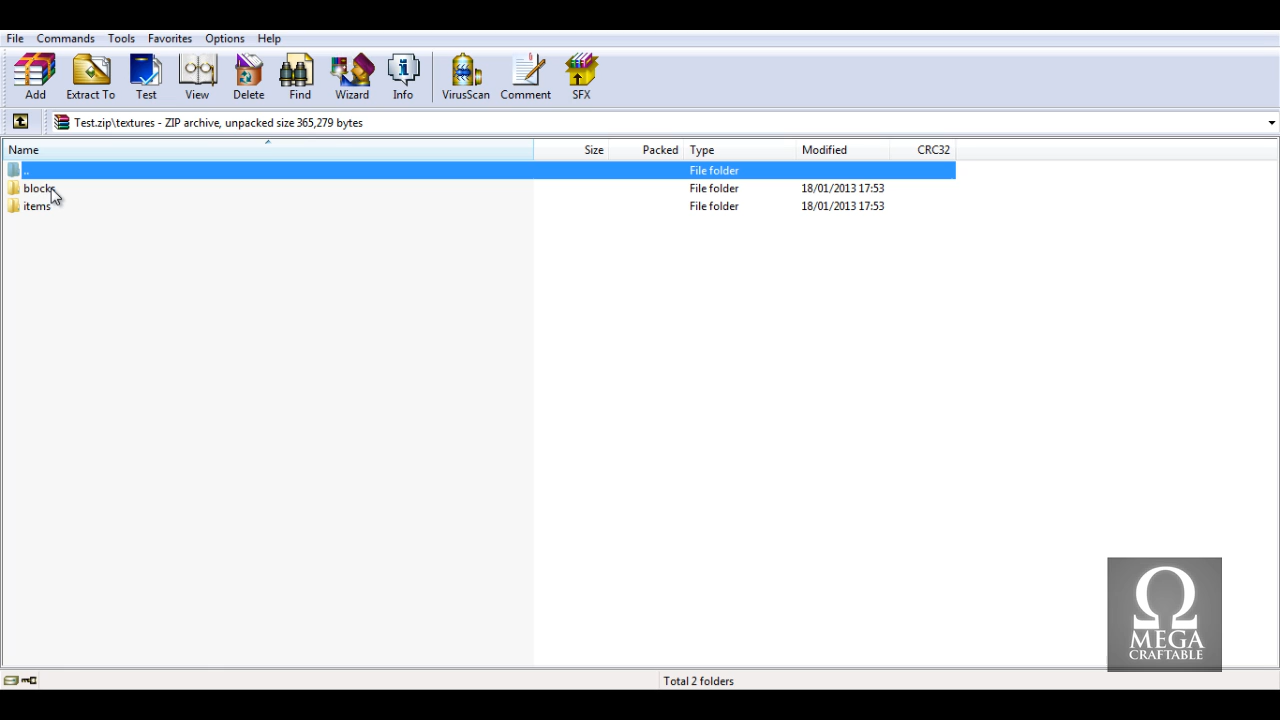 File Commands Tools Favorites Options Help
Add Extract To Test View Delete Find Wizard Info VirusScan Comment SFX
Test.zip\textures - ZIP archive, unpacked size 365,279 bytes
Name Size Packed Type Modified CRC32
.. File folder
blocks File folder 18/01/2013 17:53
items File folder 18/01/2013 17:53
Ω
MEGA
CRAFTABLE
Total 2 folders